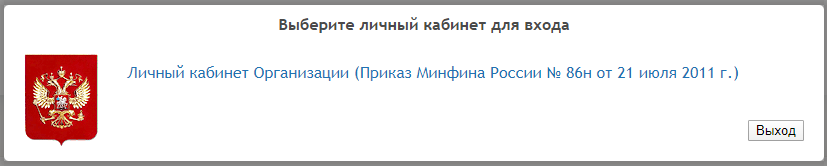 Выберите личный кабинет для входа
Личный кабинет Организации (Приказ Минфина России № 86н от 21 июля 2011 г.)
Выход